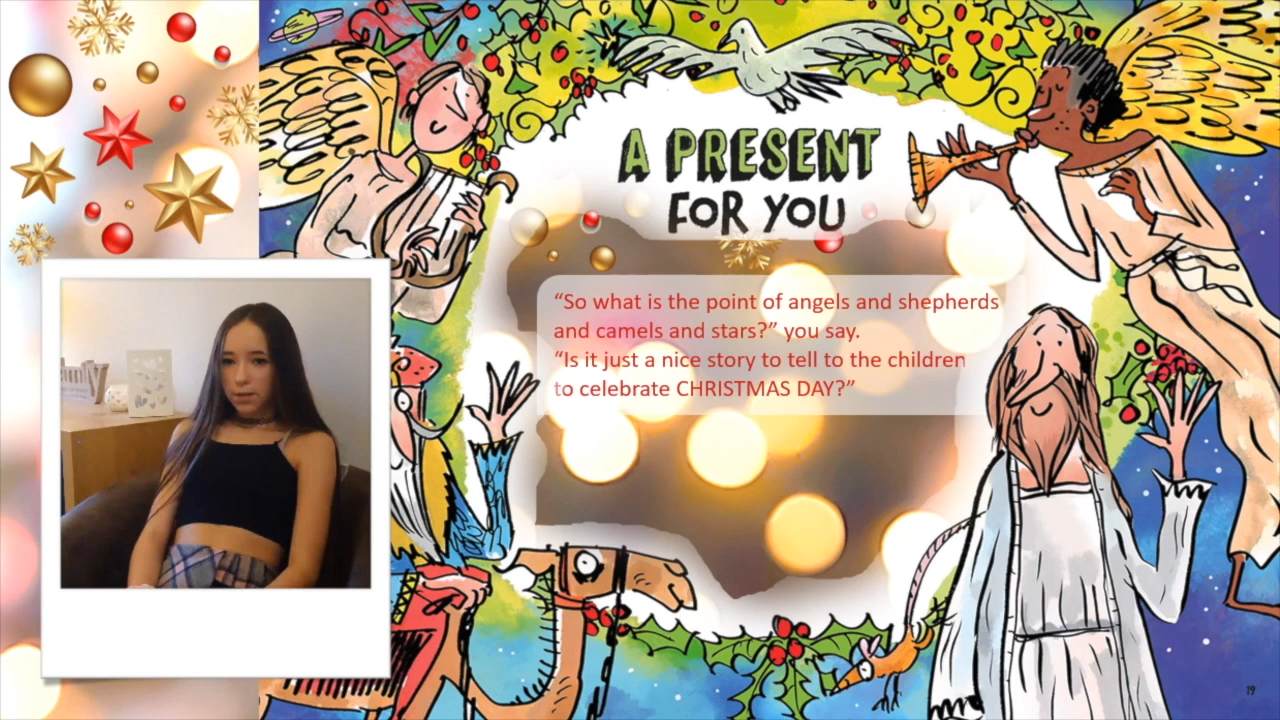 A PRESENT
FOR YOU
“So what is the point of angels and shepherds
and camels and stars?” you say.
“Is it just a nice story to tell to the children
to celebrate CHRISTMAS DAY?”
19